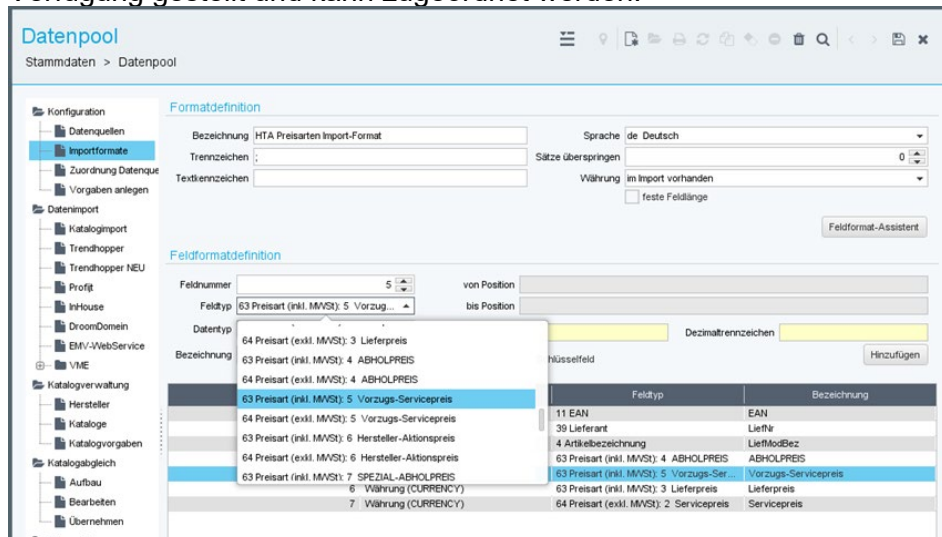 Verfügung gestellt und kann zugeordnet werden.
Datenpool
Stammdaten > Datenpool
Konfiguration
Datenquellen
Importformate
Zuordnung Datenque
Vorgaben anlegen
Datenimport
Katalogimport
Trendhopper
Trendhopper NEU
Profijt
InHouse
DroomDomein
EMV-WebService
VME
Katalogverwaltung
Hersteller
Kataloge
Katalogvorgaben
Katalogabgleich
Aufbau
Bearbeiten
Übernehmen
Formatdefinition
Bezeichnung HTA Preisarten Import-Format Sprache de Deutsch
Trennzeichen ; Sätze überspringen 0
Textkennzeichen Währung im Import vorhanden
feste Feldlänge
Feldformat-Assistent
Feldformatdefinition
Feldnummer 5 von Position
Feldtyp 63 Preisart (inkl. MWSt): 5 Vorzug... bis Position
Datentyp Dezimaltrennzeichen
Bezeichnung hlüsselfeld Hinzufügen
64 Preisart (exkl. MWSt): 3 Lieferpreis
63 Preisart (inkl. MWSt): 4 ABHOLPREIS
64 Preisart (exkl. MWSt): 4 ABHOLPREIS
63 Preisart (inkl. MWSt): 5 Vorzugs-Servicepreis
64 Preisart (exkl. MWSt): 5 Vorzugs-Servicepreis
63 Preisart (inkl. MWSt): 6 Hersteller-Aktionspreis
64 Preisart (exkl. MWSt): 6 Hersteller-Aktionspreis
63 Preisart (inkl. MWSt): 7 SPEZIAL-ABHOLPREIS
Feldtyp Bezeichnung
11 EAN EAN
39 Lieferant LiefNr
4 Artikelbezeichnung LiefModBez
63 Preisart (inkl. MWSt): 4 ABHOLPREIS ABHOLPREIS
63 Preisart (inkl. MWSt): 5 Vorzugs-Ser... Vorzugs-Servicepreis
6 Währung (CURRENCY) 63 Preisart (inkl. MWSt): 3 Lieferpreis Lieferpreis
7 Währung (CURRENCY) 64 Preisart (exkl. MWSt): 2 Servicepreis Servicepreis